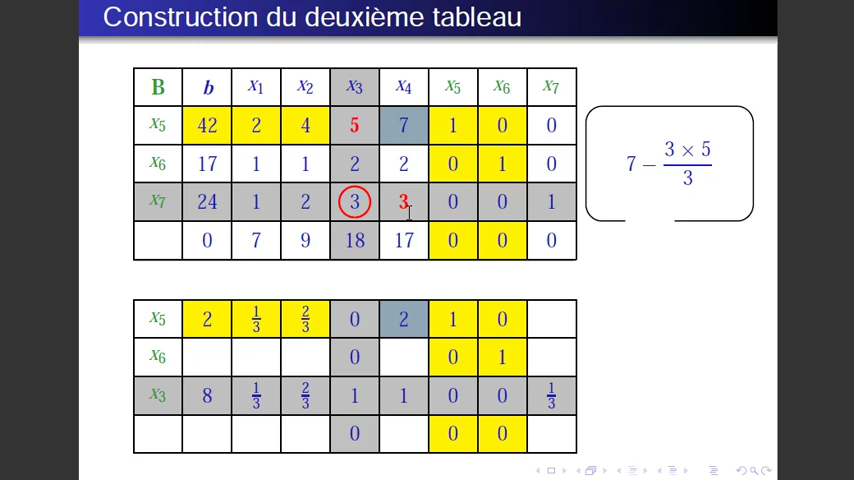 Construction du deuxième tableau
B b x1 x2 x3 x4 x5 x6 x7
x5 42 2 4 5 7 1 0 0
x6 17 1 1 2 2 0 1 0
x7 24 1 2 3 3 0 0 1
0 7 9 18 17 0 0 0
7 − (3 × 5)/3
x5 2 1/3 2/3 0 2 1 0
x6 0 0 1
x3 8 1/3 2/3 1 1 0 0 1/3
0 0 0